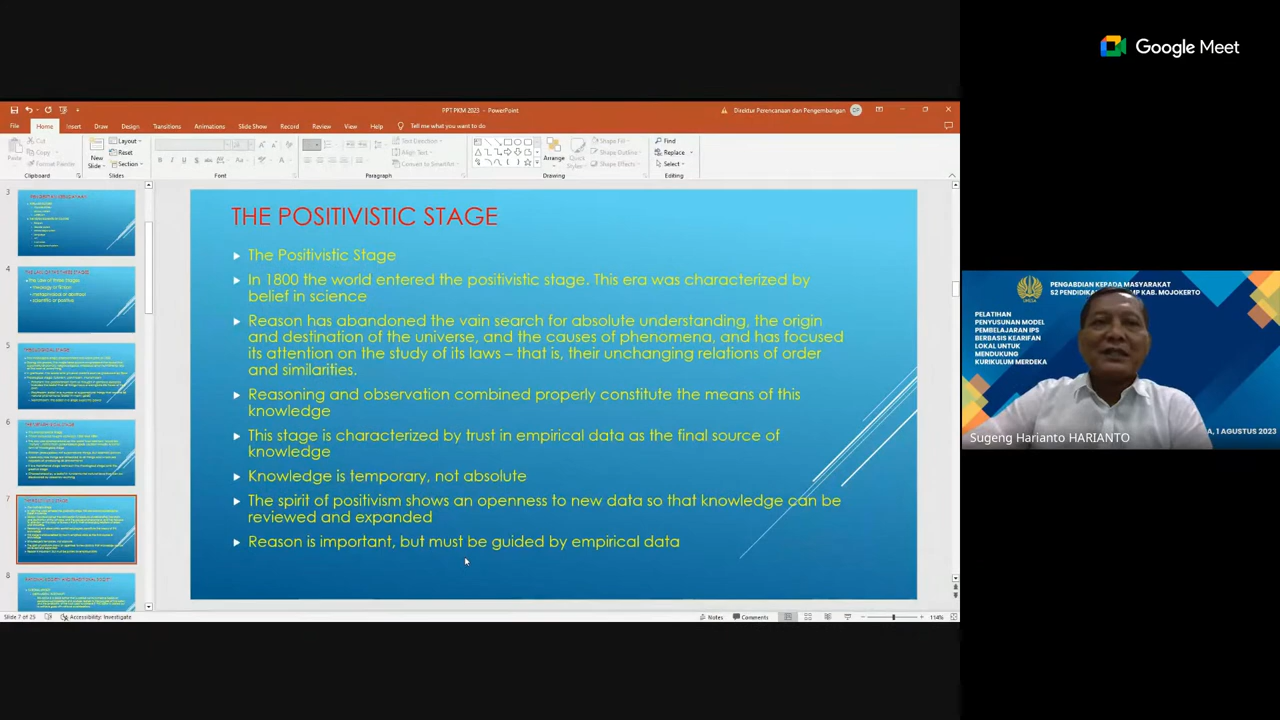 Google Meet
PPT PKM 2023 - PowerPoint
Direktur Perencanaan dan Pengembangan
DP
File
Home
Insert
Draw
Design
Transitions
Animations
Slide Show
Record
Review
View
Help
Tell me what you want to do
Paste
Cut
Copy
Format Painter
Clipboard
New
Slide
Layout
Reset
Section
Slides
Font
Text Direction
Align Text
Convert to SmartArt
Paragraph
Arrange
Quick
Styles
Shape Fill
Shape Outline
Shape Effects
Drawing
Find
Replace
Select
Editing
3
4
5
6
7
8
THE POSITIVISTIC STAGE
The Positivistic Stage
In 1800 the world entered the positivistic stage. This era was characterized by
belief in science
Reason has abandoned the vain search for absolute understanding, the origin
and destination of the universe, and the causes of phenomena, and has focused
its attention on the study of its laws – that is, their unchanging relations of order
and similarities.
Reasoning and observation combined properly constitute the means of this
knowledge
This stage is characterized by trust in empirical data as the final source of
knowledge
Knowledge is temporary, not absolute
The spirit of positivism shows an openness to new data so that knowledge can be
reviewed and expanded
Reason is important, but must be guided by empirical data
Slide 7 of 25
Accessibility: Investigate
Notes
Comments
114%
PENGABDIAN KEPADA MASYARAKAT
S2 PENDIDIKAN
MP KAB. MOJOKERTO
PELATIHAN
PENYUSUNAN MODEL
PEMBELAJARAN IPS
BERBASIS KEARIFAN
LOKAL UNTUK
MENDUKUNG
KURIKULUM MERDEKA
A, 1 AGUSTUS 2023
Sugeng Harianto HARIANTO